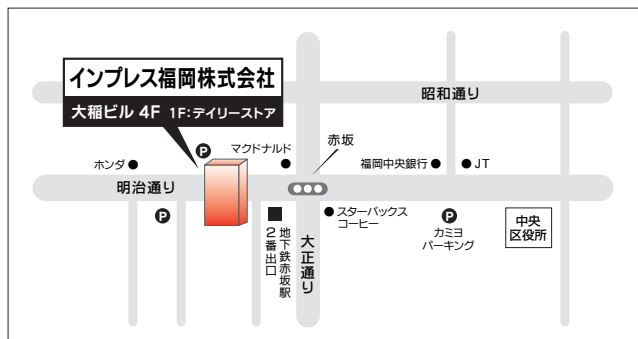 インプレス福岡株式会社
大稲ビル 4F 1F:デイリーストア
昭和通り
赤坂
マクドナルド
P
ホンダ
福岡中央銀行
JT
明治通り
P
地下鉄赤坂駅
2番出口
大正通り
スターバックス
コーヒー
P
カミヨ
パーキング
中央
区役所